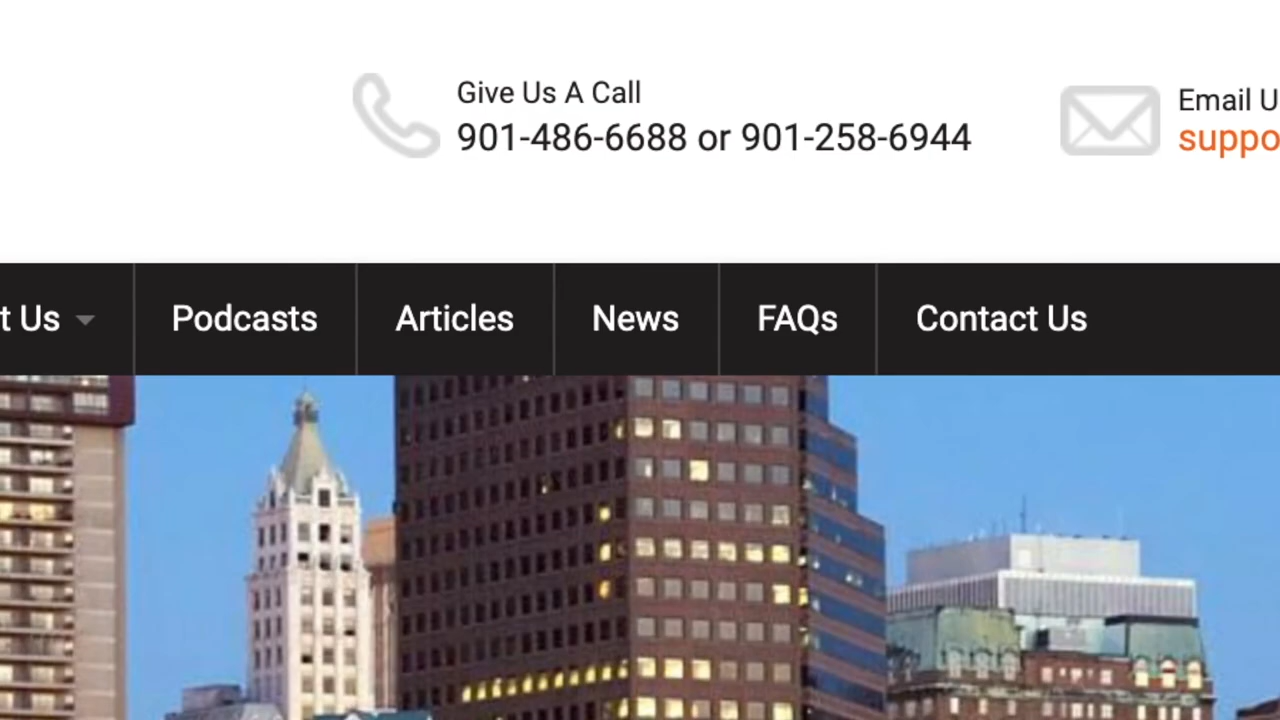 Give Us A Call
901-486-6688 or 901-258-6944
Email U
suppo
t Us
Podcasts
Articles
News
FAQs
Contact Us